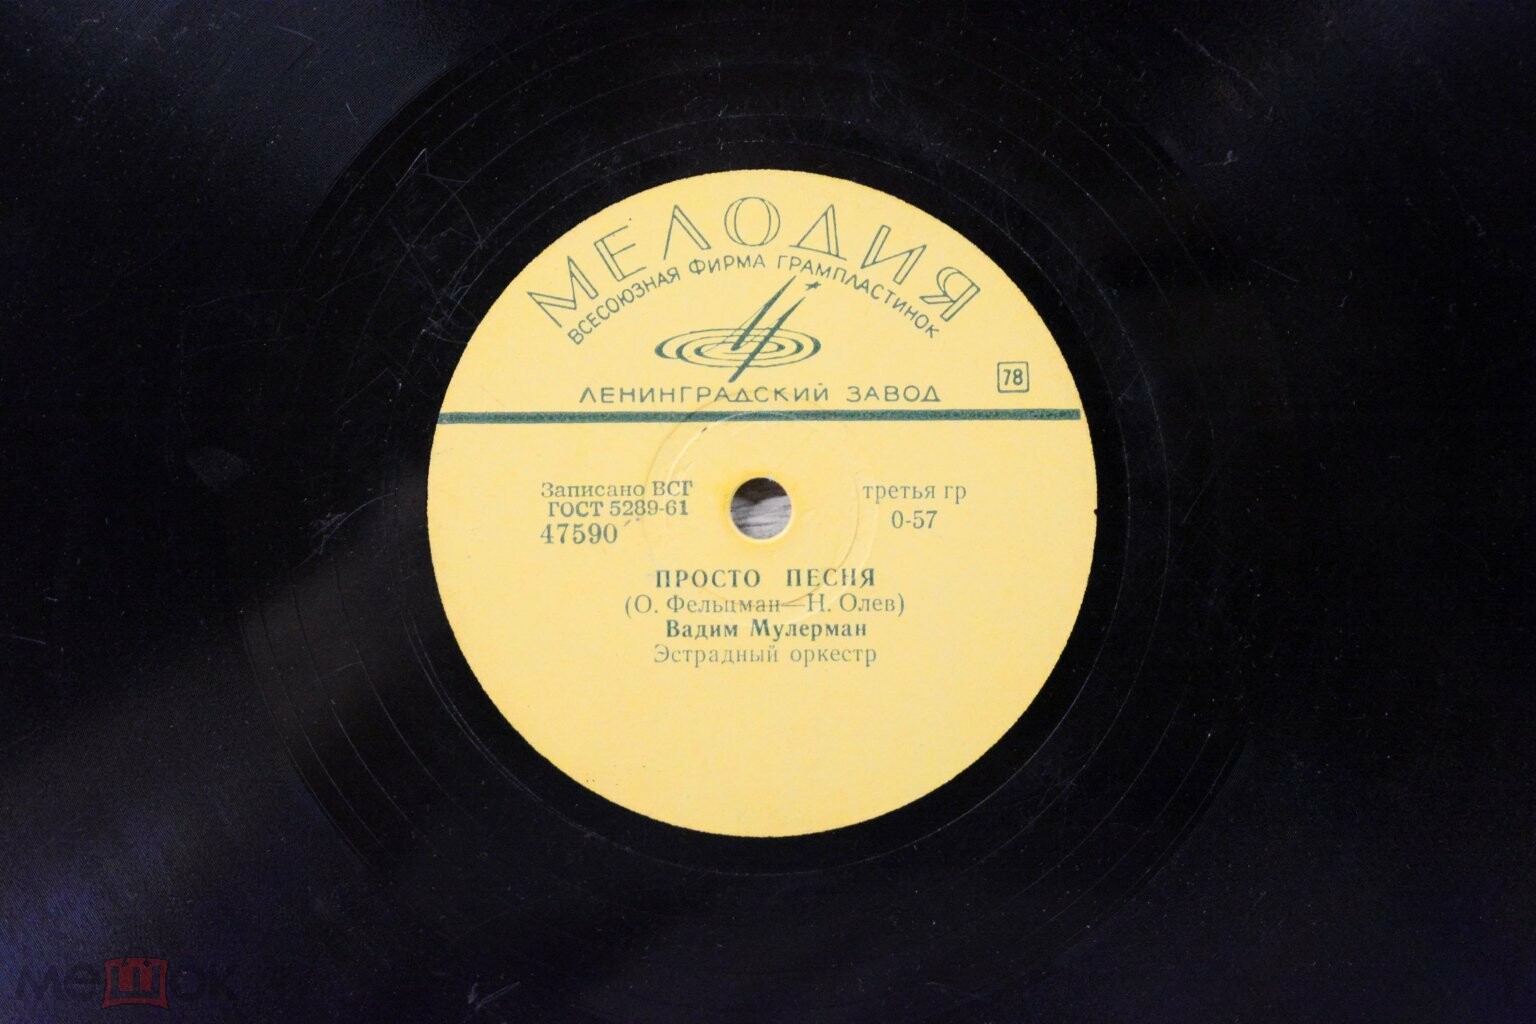 МЕЛОДИЯ
ВСЕСОЮЗНАЯ ФИРМА ГРАМПЛАСТИНОК
ЛЕНИНГРАДСКИЙ ЗАВОД
78
Записано ВСГ
ГОСТ 5289-61
47590
третья гр
0-57
ПРОСТО ПЕСНЯ
(О. Фельцман—Н. Олев)
Вадим Мулерман
Эстрадный оркестр
мешок